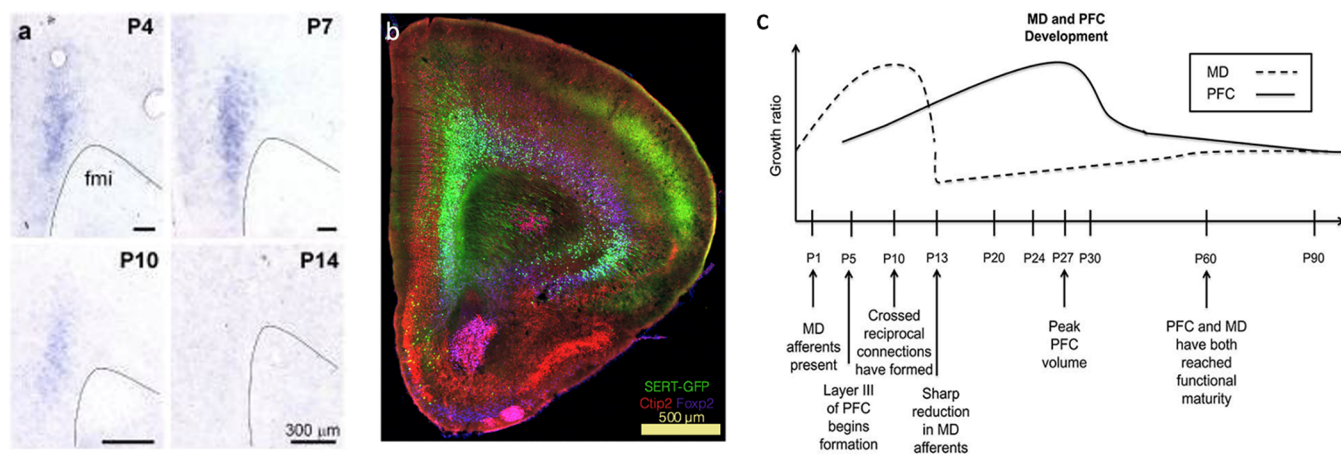 a
P4
P7
fmi
P10
P14
300 µm
b
SERT-GFP
Ctip2 Foxp2
500 µm
c
MD and PFC
Development
MD
PFC
Growth ratio
P1
P5
P10
P13
P20
P24
P27
P30
P60
P90
MD
afferents
present
Layer III
of PFC
begins
formation
Crossed
reciprocal
connections
have formed
Sharp
reduction
in MD
afferents
Peak
PFC
volume
PFC and MD
have both
reached
functional
maturity